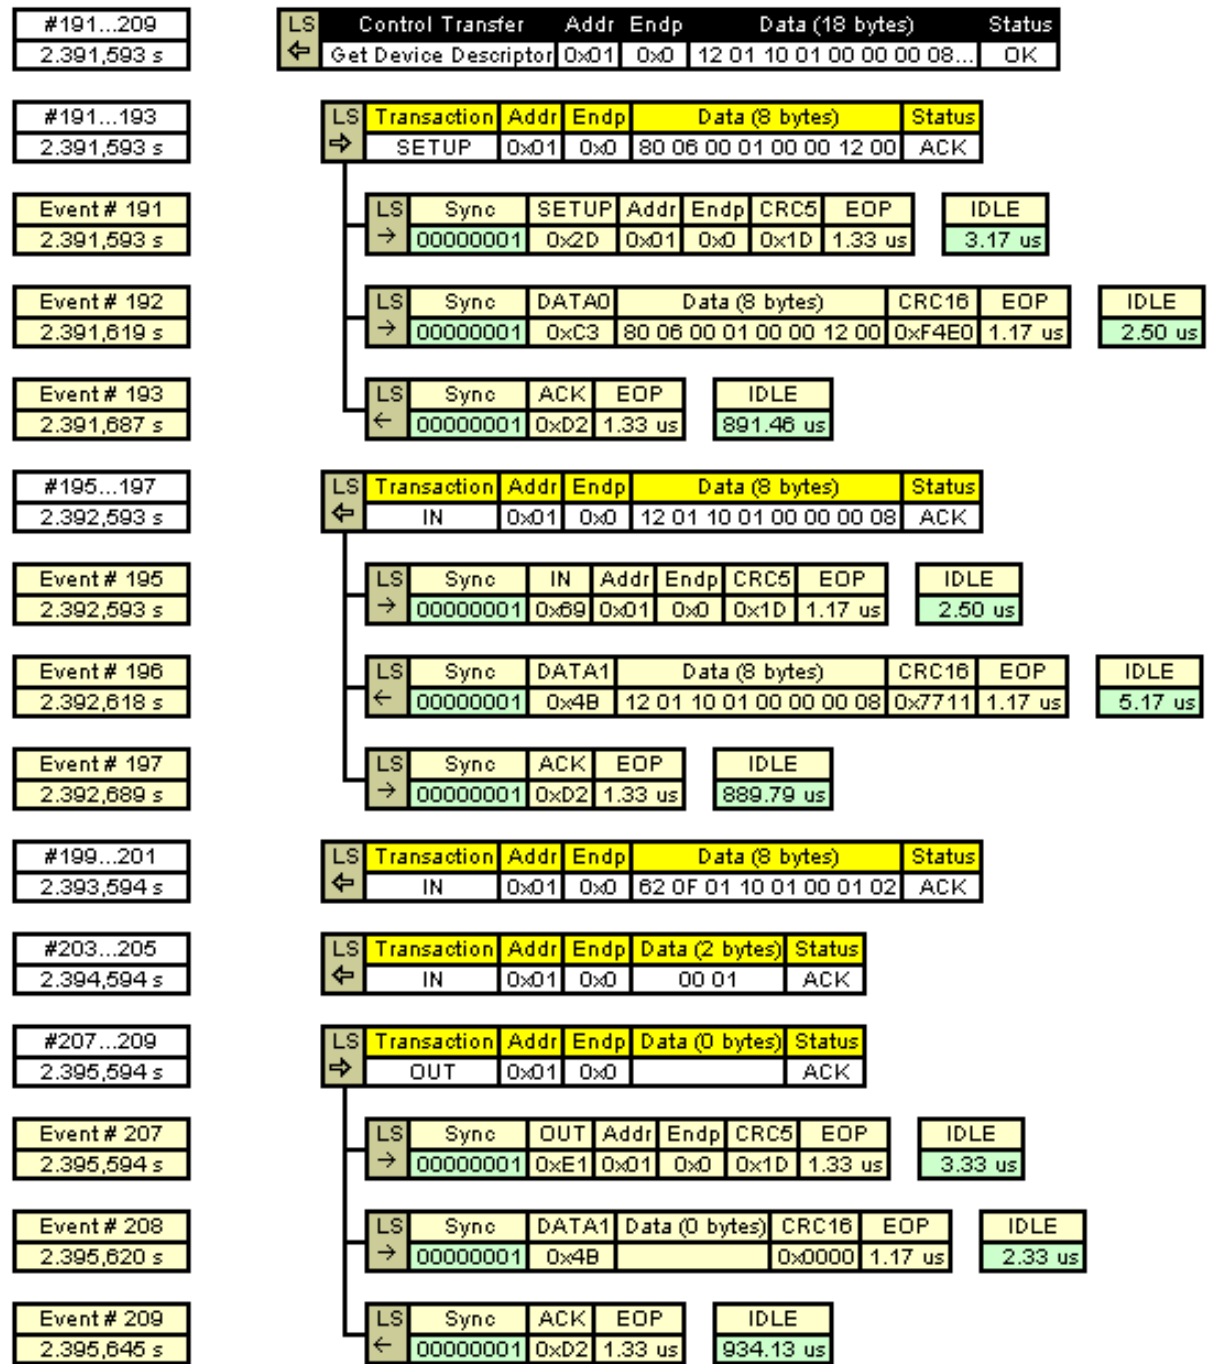 #191...209 LS Control Transfer Addr Endp Data (18 bytes) Status
2.391,593 s Get Device Descriptor 0x01 0x0 12 01 10 01 00 00 00 08... OK
#191...193 LS Transaction Addr Endp Data (8 bytes) Status
2.391,593 s SETUP 0x01 0x0 80 06 00 01 00 00 12 00 ACK
Event # 191 LS Sync SETUP Addr Endp CRC5 EOP IDLE
2.391,593 s 00000001 0x2D 0x01 0x0 0x1D 1.33 us 3.17 us
Event # 192 LS Sync DATA0 Data (8 bytes) CRC16 EOP IDLE
2.391,619 s 00000001 0xC3 80 06 00 01 00 00 12 00 0xF4E0 1.17 us 2.50 us
Event # 193 LS Sync ACK EOP IDLE
2.391,687 s 00000001 0xD2 1.33 us 891.46 us
#195...197 LS Transaction Addr Endp Data (8 bytes) Status
2.392,593 s IN 0x01 0x0 12 01 10 01 00 00 00 08 ACK
Event # 195 LS Sync IN Addr Endp CRC5 EOP IDLE
2.392,593 s 00000001 0x69 0x01 0x0 0x1D 1.17 us 2.50 us
Event # 196 LS Sync DATA1 Data (8 bytes) CRC16 EOP IDLE
2.392,618 s 00000001 0x4B 12 01 10 01 00 00 00 08 0x7711 1.17 us 5.17 us
Event # 197 LS Sync ACK EOP IDLE
2.392,689 s 00000001 0xD2 1.33 us 889.79 us
#199...201 LS Transaction Addr Endp Data (8 bytes) Status
2.393,594 s IN 0x01 0x0 62 0F 01 10 01 00 01 02 ACK
#203...205 LS Transaction Addr Endp Data (2 bytes) Status
2.394,594 s IN 0x01 0x0 00 01 ACK
#207...209 LS Transaction Addr Endp Data (0 bytes) Status
2.395,594 s OUT 0x01 0x0 ACK
Event # 207 LS Sync OUT Addr Endp CRC5 EOP IDLE
2.395,594 s 00000001 0xE1 0x01 0x0 0x1D 1.33 us 3.33 us
Event # 208 LS Sync DATA1 Data (0 bytes) CRC16 EOP IDLE
2.395,620 s 00000001 0x4B 0x0000 1.17 us 2.33 us
Event # 209 LS Sync ACK EOP IDLE
2.395,645 s 00000001 0xD2 1.33 us 934.13 us